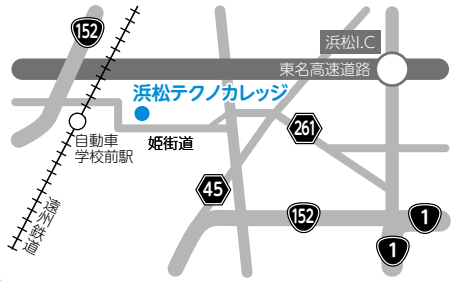 152
浜松I.C
東名高速道路
浜松テクノカレッジ
自動車
学校前駅
姫街道
261
45
遠州鉄道
152
1
1